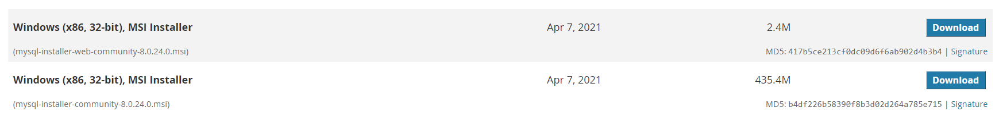 Windows (x86, 32-bit), MSI Installer Apr 7, 2021 2.4M Download
(mysql-installer-web-community-8.0.24.0.msi) MD5: 417b5ce213cf0dc09d6f6ab902d4b3b4 | Signature
Windows (x86, 32-bit), MSI Installer Apr 7, 2021 435.4M Download
(mysql-installer-community-8.0.24.0.msi) MD5: b4df226b58390f8b3d02d264a785e715 | Signature